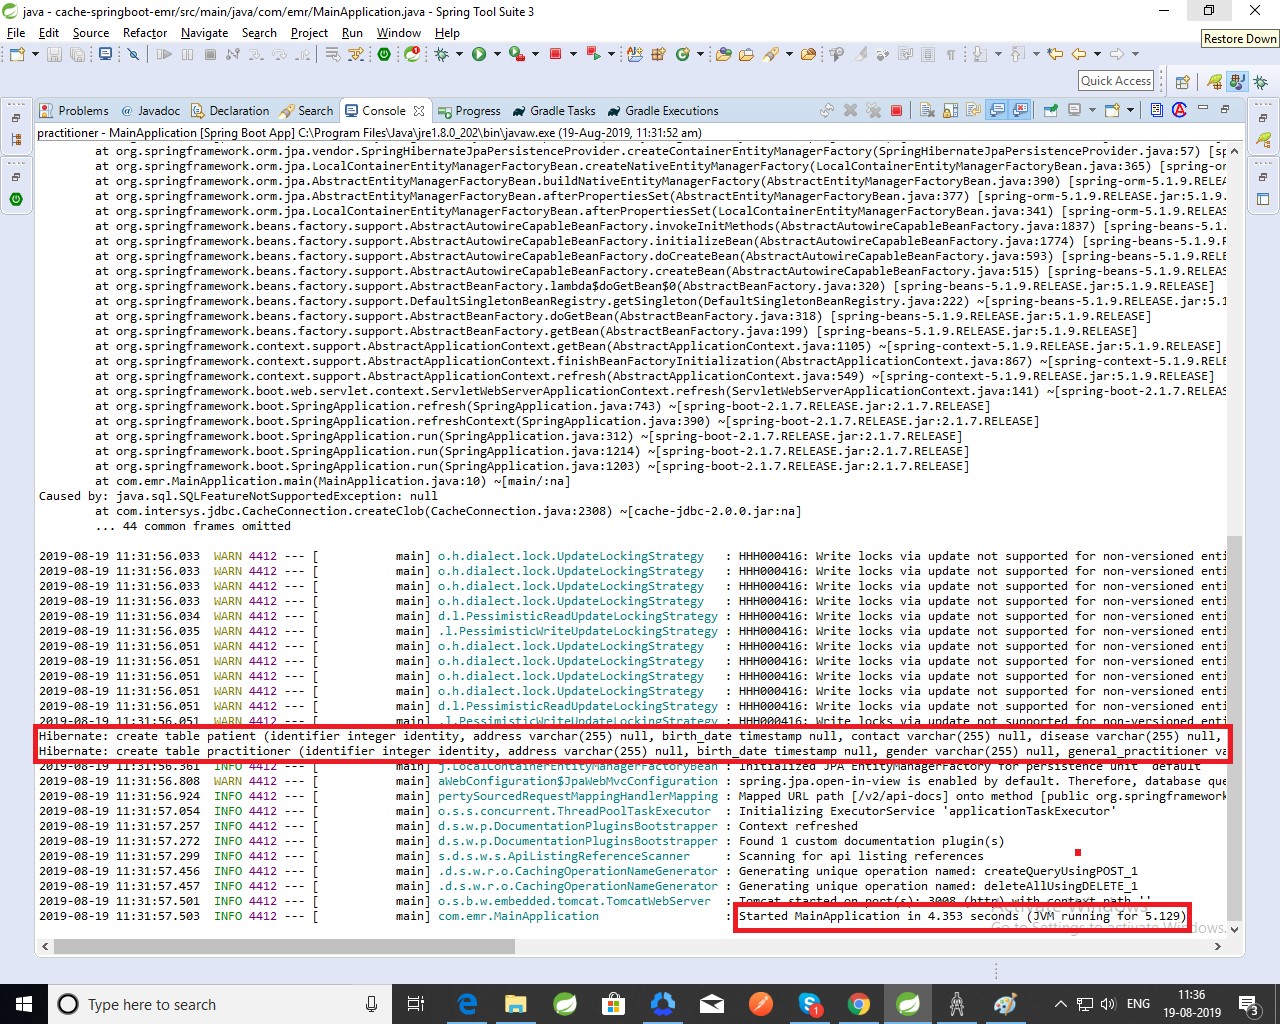 java - cache-springboot-emr/src/main/java/com/emr/MainApplication.java - Spring Tool Suite 3
File Edit Source Refactor Navigate Search Project Run Window Help
Restore Down
Quick Access
Problems @ Javadoc Declaration Search Console Progress Gradle Tasks Gradle Executions
practitioner - MainApplication [Spring Boot App] C:\Program Files\Java\jre1.8.0_202\bin\javaw.exe (19-Aug-2019, 11:31:52 am)
at org.springframework.orm.jpa.vendor.SpringHibernateJpaPersistenceProvider.createContainerEntityManagerFactory(SpringHibernateJpaPersistenceProvider.java:57) [sp
at org.springframework.orm.jpa.LocalContainerEntityManagerFactoryBean.createNativeEntityManagerFactory(LocalContainerEntityManagerFactoryBean.java:365) [spring-or
at org.springframework.orm.jpa.AbstractEntityManagerFactoryBean.buildNativeEntityManagerFactory(AbstractEntityManagerFactoryBean.java:390) [spring-orm-5.1.9.RELEA
at org.springframework.orm.jpa.AbstractEntityManagerFactoryBean.afterPropertiesSet(AbstractEntityManagerFactoryBean.java:377) [spring-orm-5.1.9.RELEASE.jar:5.1.9
at org.springframework.orm.jpa.LocalContainerEntityManagerFactoryBean.afterPropertiesSet(LocalContainerEntityManagerFactoryBean.java:341) [spring-orm-5.1.9.RELEAS
at org.springframework.beans.factory.support.AbstractAutowireCapableBeanFactory.invokeInitMethods(AbstractAutowireCapableBeanFactory.java:1837) [spring-beans-5.1.
at org.springframework.beans.factory.support.AbstractAutowireCapableBeanFactory.initializeBean(AbstractAutowireCapableBeanFactory.java:1774) [spring-beans-5.1.9.R
at org.springframework.beans.factory.support.AbstractAutowireCapableBeanFactory.doCreateBean(AbstractAutowireCapableBeanFactory.java:593) [spring-beans-5.1.9.RELE
at org.springframework.beans.factory.support.AbstractAutowireCapableBeanFactory.createBean(AbstractAutowireCapableBeanFactory.java:515) [spring-beans-5.1.9.RELEAS
at org.springframework.beans.factory.support.AbstractBeanFactory.lambda$doGetBean$0(AbstractBeanFactory.java:320) [spring-beans-5.1.9.RELEASE.jar:5.1.9.RELEASE]
at org.springframework.beans.factory.support.DefaultSingletonBeanRegistry.getSingleton(DefaultSingletonBeanRegistry.java:222) ~[spring-beans-5.1.9.RELEASE.jar:5.1
at org.springframework.beans.factory.support.AbstractBeanFactory.doGetBean(AbstractBeanFactory.java:318) [spring-beans-5.1.9.RELEASE.jar:5.1.9.RELEASE]
at org.springframework.beans.factory.support.AbstractBeanFactory.getBean(AbstractBeanFactory.java:199) [spring-beans-5.1.9.RELEASE.jar:5.1.9.RELEASE]
at org.springframework.context.support.AbstractApplicationContext.getBean(AbstractApplicationContext.java:1105) ~[spring-context-5.1.9.RELEASE.jar:5.1.9.RELEASE]
at org.springframework.context.support.AbstractApplicationContext.finishBeanFactoryInitialization(AbstractApplicationContext.java:867) ~[spring-context-5.1.9.RELE
at org.springframework.context.support.AbstractApplicationContext.refresh(AbstractApplicationContext.java:549) ~[spring-context-5.1.9.RELEASE.jar:5.1.9.RELEASE]
at org.springframework.boot.web.servlet.context.ServletWebServerApplicationContext.refresh(ServletWebServerApplicationContext.java:141) ~[spring-boot-2.1.7.RELEAS
at org.springframework.boot.SpringApplication.refresh(SpringApplication.java:743) ~[spring-boot-2.1.7.RELEASE.jar:2.1.7.RELEASE]
at org.springframework.boot.SpringApplication.refreshContext(SpringApplication.java:390) ~[spring-boot-2.1.7.RELEASE.jar:2.1.7.RELEASE]
at org.springframework.boot.SpringApplication.run(SpringApplication.java:312) ~[spring-boot-2.1.7.RELEASE.jar:2.1.7.RELEASE]
at org.springframework.boot.SpringApplication.run(SpringApplication.java:1214) ~[spring-boot-2.1.7.RELEASE.jar:2.1.7.RELEASE]
at org.springframework.boot.SpringApplication.run(SpringApplication.java:1203) ~[spring-boot-2.1.7.RELEASE.jar:2.1.7.RELEASE]
at com.emr.MainApplication.main(MainApplication.java:10) ~[main/:na]
Caused by: java.sql.SQLFeatureNotSupportedException: null
at com.intersys.jdbc.CacheConnection.createClob(CacheConnection.java:2308) ~[cache-jdbc-2.0.0.jar:na]
... 44 common frames omitted
2019-08-19 11:31:56.033 WARN 4412 --- [ main] o.h.dialect.lock.UpdateLockingStrategy : HHH000416: Write locks via update not supported for non-versioned enti
2019-08-19 11:31:56.033 WARN 4412 --- [ main] o.h.dialect.lock.UpdateLockingStrategy : HHH000416: Write locks via update not supported for non-versioned enti
2019-08-19 11:31:56.033 WARN 4412 --- [ main] o.h.dialect.lock.UpdateLockingStrategy : HHH000416: Write locks via update not supported for non-versioned enti
2019-08-19 11:31:56.033 WARN 4412 --- [ main] o.h.dialect.lock.UpdateLockingStrategy : HHH000416: Write locks via update not supported for non-versioned enti
2019-08-19 11:31:56.034 WARN 4412 --- [ main] d.l.PessimisticReadUpdateLockingStrategy : HHH000416: Write locks via update not supported for non-versioned enti
2019-08-19 11:31:56.035 WARN 4412 --- [ main] .l.PessimisticWriteUpdateLockingStrategy : HHH000416: Write locks via update not supported for non-versioned enti
2019-08-19 11:31:56.051 WARN 4412 --- [ main] o.h.dialect.lock.UpdateLockingStrategy : HHH000416: Write locks via update not supported for non-versioned enti
2019-08-19 11:31:56.051 WARN 4412 --- [ main] o.h.dialect.lock.UpdateLockingStrategy : HHH000416: Write locks via update not supported for non-versioned enti
2019-08-19 11:31:56.051 WARN 4412 --- [ main] o.h.dialect.lock.UpdateLockingStrategy : HHH000416: Write locks via update not supported for non-versioned enti
2019-08-19 11:31:56.051 WARN 4412 --- [ main] o.h.dialect.lock.UpdateLockingStrategy : HHH000416: Write locks via update not supported for non-versioned enti
2019-08-19 11:31:56.051 WARN 4412 --- [ main] d.l.PessimisticReadUpdateLockingStrategy : HHH000416: Write locks via update not supported for non-versioned enti
2019-08-19 11:31:56.051 WARN 4412 --- [ main] .l.PessimisticWriteUpdateLockingStrategy : HHH000416: Write locks via update not supported for non-versioned enti
Hibernate: create table patient (identifier integer identity, address varchar(255) null, birth_date timestamp null, contact varchar(255) null, disease varchar(255) null,
Hibernate: create table practitioner (identifier integer identity, address varchar(255) null, birth_date timestamp null, gender varchar(255) null, general_practitioner va
2019-08-19 11:31:56.361 INFO 4412 --- [ main] j.LocalContainerEntityManagerFactoryBean : Initialized JPA EntityManagerFactory for persistence unit 'default'
2019-08-19 11:31:56.808 WARN 4412 --- [ main] aWebConfiguration$JpaWebMvcConfiguration : spring.jpa.open-in-view is enabled by default. Therefore, database que
2019-08-19 11:31:56.924 INFO 4412 --- [ main] pertySourcedRequestMappingHandlerMapping : Mapped URL path [/v2/api-docs] onto method [public org.springframework
2019-08-19 11:31:57.054 INFO 4412 --- [ main] o.s.s.concurrent.ThreadPoolTaskExecutor : Initializing ExecutorService 'applicationTaskExecutor'
2019-08-19 11:31:57.257 INFO 4412 --- [ main] d.s.w.p.DocumentationPluginsBootstrapper : Context refreshed
2019-08-19 11:31:57.272 INFO 4412 --- [ main] d.s.w.p.DocumentationPluginsBootstrapper : Found 1 custom documentation plugin(s)
2019-08-19 11:31:57.299 INFO 4412 --- [ main] s.d.s.w.s.ApiListingReferenceScanner : Scanning for api listing references
2019-08-19 11:31:57.456 INFO 4412 --- [ main] .d.s.w.r.o.CachingOperationNameGenerator : Generating unique operation named: createQueryUsingPOST_1
2019-08-19 11:31:57.457 INFO 4412 --- [ main] .d.s.w.r.o.CachingOperationNameGenerator : Generating unique operation named: deleteAllUsingDELETE_1
2019-08-19 11:31:57.501 INFO 4412 --- [ main] o.s.b.w.embedded.tomcat.TomcatWebServer : Tomcat started on port(s): 3008 (http) with context path ''
2019-08-19 11:31:57.503 INFO 4412 --- [ main] com.emr.MainApplication : Started MainApplication in 4.353 seconds (JVM running for 5.129)
Activate Windows
Go to Settings to activate Windows.
Type here to search
ENG
11:36
19-08-2019
1
3